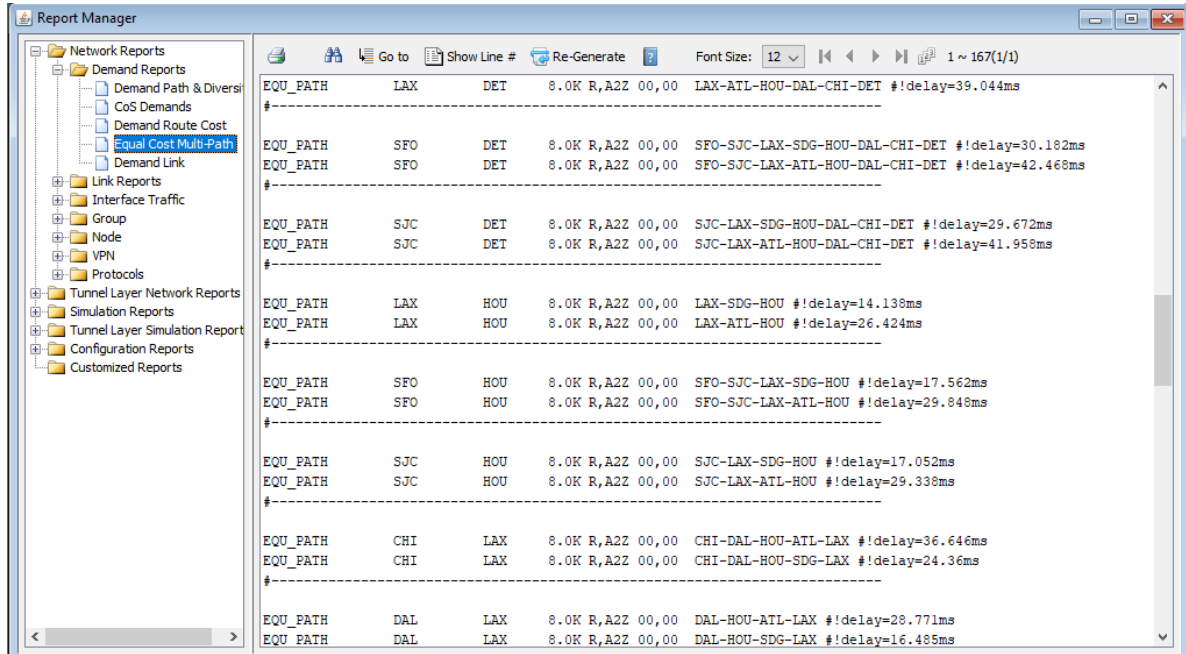 Report Manager
Network Reports
Demand Reports
Demand Path & Diversi
CoS Demands
Demand Route Cost
Equal Cost Multi-Path
Demand Link
Link Reports
Interface Traffic
Group
Node
VPN
Protocols
Tunnel Layer Network Reports
Simulation Reports
Tunnel Layer Simulation Report
Configuration Reports
Customized Reports
Go to Show Line # Re-Generate ? Font Size: 12 1 ~ 167(1/1)
EQU_PATH LAX DET 8.0K R,A2Z 00,00 LAX-ATL-HOU-DAL-CHI-DET #!delay=39.044ms
#---------------------------------------------------------------------------
EQU_PATH SFO DET 8.0K R,A2Z 00,00 SFO-SJC-LAX-SDG-HOU-DAL-CHI-DET #!delay=30.182ms
EQU_PATH SFO DET 8.0K R,A2Z 00,00 SFO-SJC-LAX-ATL-HOU-DAL-CHI-DET #!delay=42.468ms
#---------------------------------------------------------------------------
EQU_PATH SJC DET 8.0K R,A2Z 00,00 SJC-LAX-SDG-HOU-DAL-CHI-DET #!delay=29.672ms
EQU_PATH SJC DET 8.0K R,A2Z 00,00 SJC-LAX-ATL-HOU-DAL-CHI-DET #!delay=41.958ms
#---------------------------------------------------------------------------
EQU_PATH LAX HOU 8.0K R,A2Z 00,00 LAX-SDG-HOU #!delay=14.138ms
EQU_PATH LAX HOU 8.0K R,A2Z 00,00 LAX-ATL-HOU #!delay=26.424ms
#---------------------------------------------------------------------------
EQU_PATH SFO HOU 8.0K R,A2Z 00,00 SFO-SJC-LAX-SDG-HOU #!delay=17.562ms
EQU_PATH SFO HOU 8.0K R,A2Z 00,00 SFO-SJC-LAX-ATL-HOU #!delay=29.848ms
#---------------------------------------------------------------------------
EQU_PATH SJC HOU 8.0K R,A2Z 00,00 SJC-LAX-SDG-HOU #!delay=17.052ms
EQU_PATH SJC HOU 8.0K R,A2Z 00,00 SJC-LAX-ATL-HOU #!delay=29.338ms
#---------------------------------------------------------------------------
EQU_PATH CHI LAX 8.0K R,A2Z 00,00 CHI-DAL-HOU-ATL-LAX #!delay=36.646ms
EQU_PATH CHI LAX 8.0K R,A2Z 00,00 CHI-DAL-HOU-SDG-LAX #!delay=24.36ms
#---------------------------------------------------------------------------
EQU_PATH DAL LAX 8.0K R,A2Z 00,00 DAL-HOU-ATL-LAX #!delay=28.771ms
EQU_PATH DAL LAX 8.0K R,A2Z 00,00 DAL-HOU-SDG-LAX #!delay=16.485ms